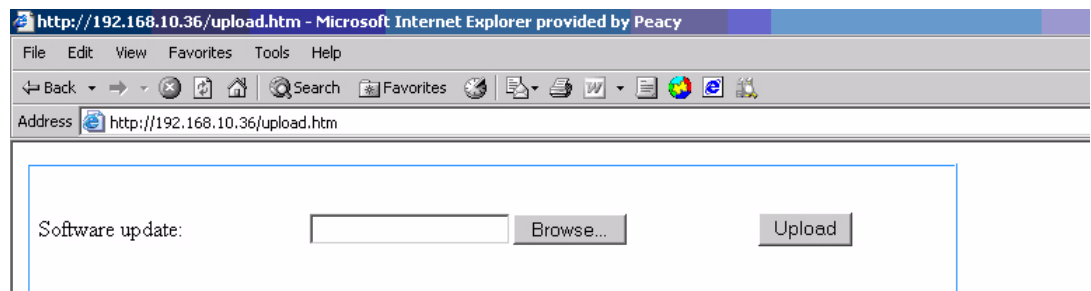 http://192.168.10.36/upload.htm - Microsoft Internet Explorer provided by Peacy
File Edit View Favorites Tools Help
Back Search Favorites
Address http://192.168.10.36/upload.htm
Software update: Browse... Upload